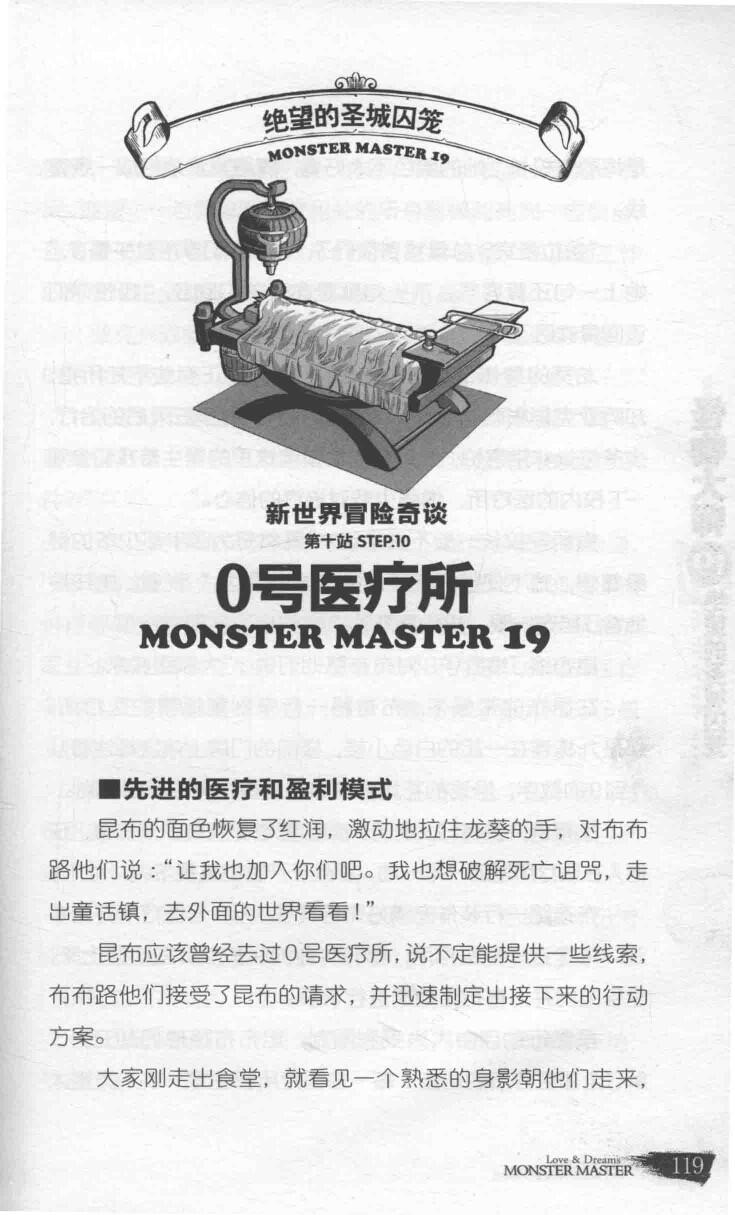 绝望的圣城囚笼
MONSTER MASTER 19
新世界冒险奇谈
第十站 STEP.10
0号医疗所
MONSTER MASTER 19
■先进的医疗和盈利模式
昆布的面色恢复了红润，激动地拉住龙葵的手，对布布
路他们说：“让我也加入你们吧。我也想破解死亡诅咒，走
出童话镇，去外面的世界看看！”
昆布应该曾经去过0号医疗所，说不定能提供一些线索，
布布路他们接受了昆布的请求，并迅速制定出接下来的行动
方案。
大家刚走出食堂，就看见一个熟悉的身影朝他们走来，
Love & Dreams
MONSTER MASTER
119